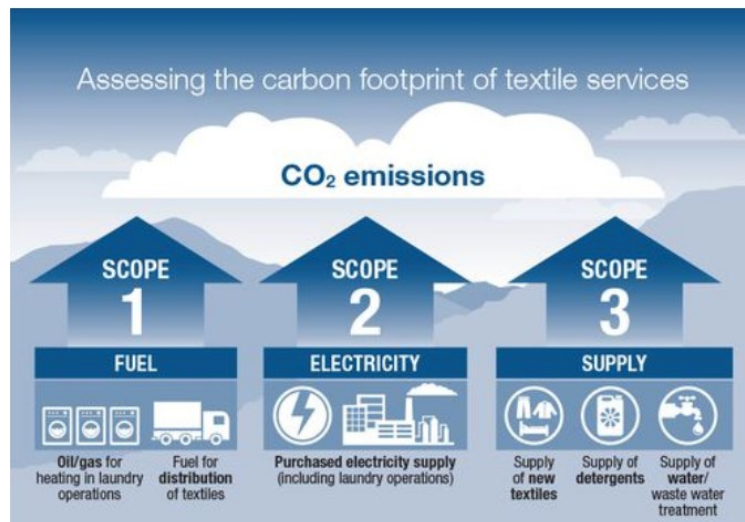 Assessing the carbon footprint of textile services
CO₂ emissions
SCOPE
1
FUEL
Oil/gas for
heating in laundry
operations
Fuel for
distribution
of textiles
SCOPE
2
ELECTRICITY
Purchased electricity supply
(including laundry operations)
SCOPE
3
SUPPLY
Supply
of new
textiles
Supply of
detergents
Supply of
water/
waste water
treatment